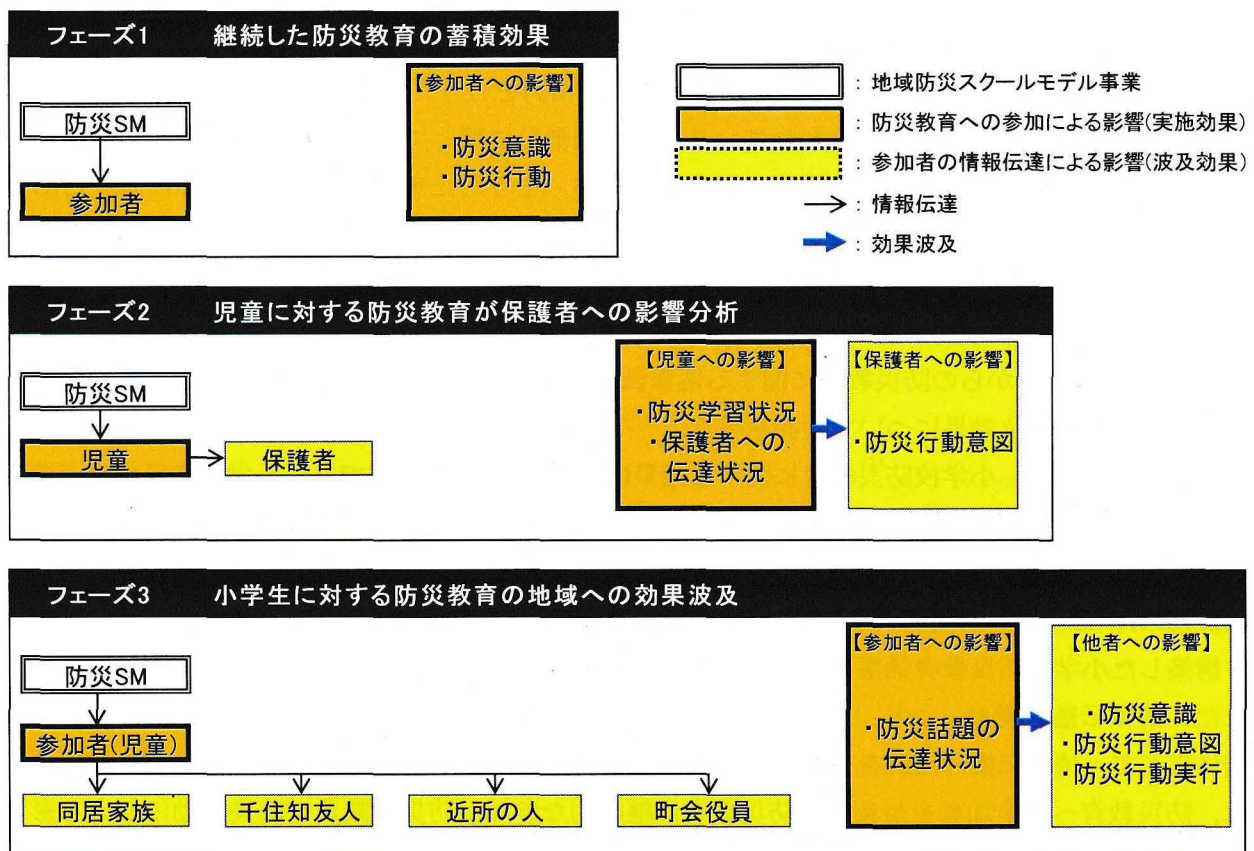 フェーズ1 継続した防災教育の蓄積効果
防災SM
参加者
【参加者への影響】
・防災意識
・防災行動
：地域防災スクールモデル事業
：防災教育への参加による影響(実施効果)
：参加者の情報伝達による影響(波及効果)
：情報伝達
：効果波及
フェーズ2 児童に対する防災教育が保護者への影響分析
防災SM
児童
保護者
【児童への影響】
・防災学習状況
・保護者への
伝達状況
【保護者への影響】
・防災行動意図
フェーズ3 小学生に対する防災教育の地域への効果波及
防災SM
参加者(児童)
同居家族
千住知友人
近所の人
町会役員
【参加者への影響】
・防災話題の
伝達状況
【他者への影響】
・防災意識
・防災行動意図
・防災行動実行